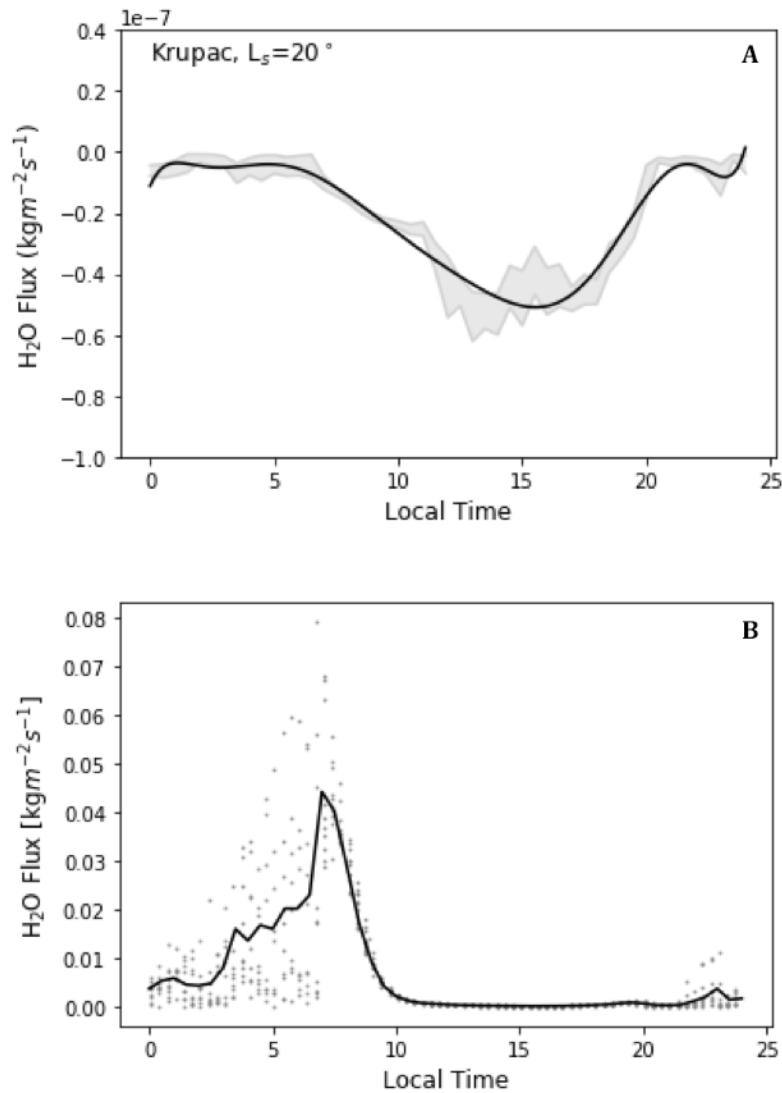 1e−7
0.4
Krupac, Lₛ=20°
A
0.2
0.0
−0.2
−0.4
−0.6
−0.8
−1.0
H₂O Flux (kgm⁻²s⁻¹)
0 5 10 15 20 25
Local Time
0.08
B
0.07
0.06
0.05
0.04
0.03
0.02
0.01
0.00
H₂O Flux [kgm⁻²s⁻¹]
0 5 10 15 20 25
Local Time